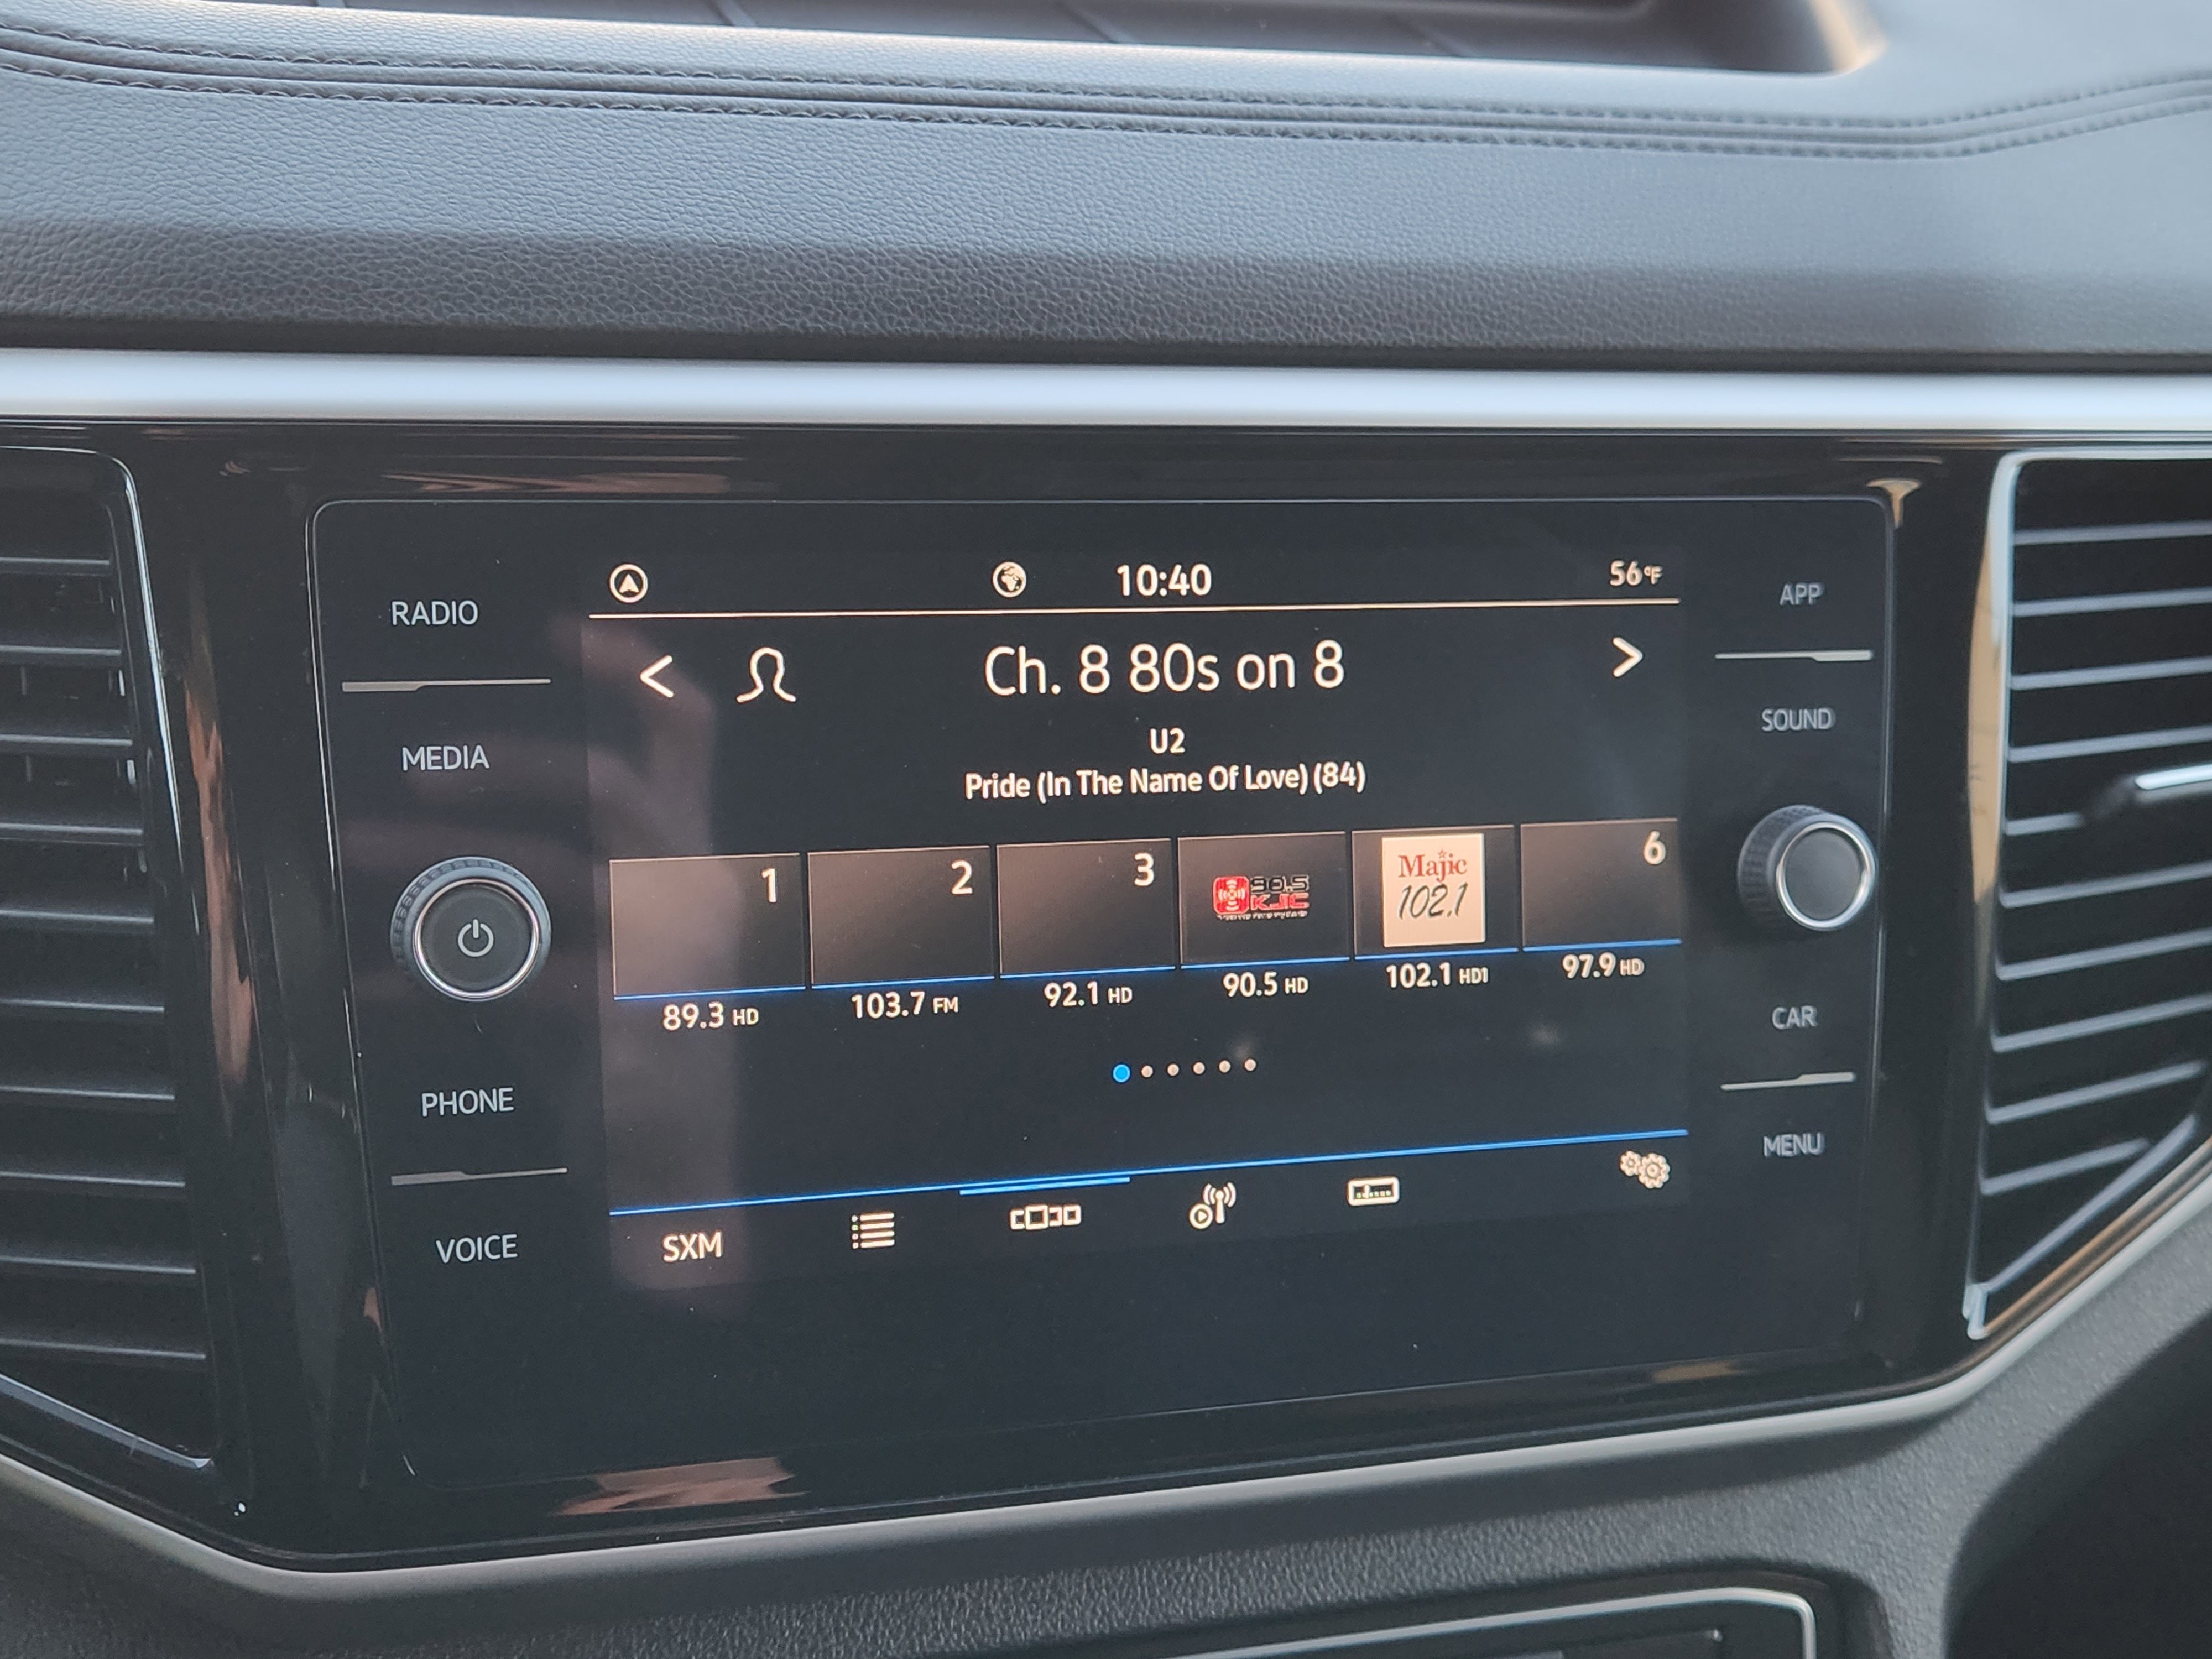 10:40
56°F
RADIO
APP
Ch. 8 80s on 8
SOUND
U2
MEDIA
Pride (In The Name Of Love) (84)
1
2
3
90.5
KJIC
Majic
102.1
6
89.3 HD
103.7 FM
92.1 HD
90.5 HD
102.1 HD1
97.9 HD
CAR
PHONE
MENU
VOICE
SXM